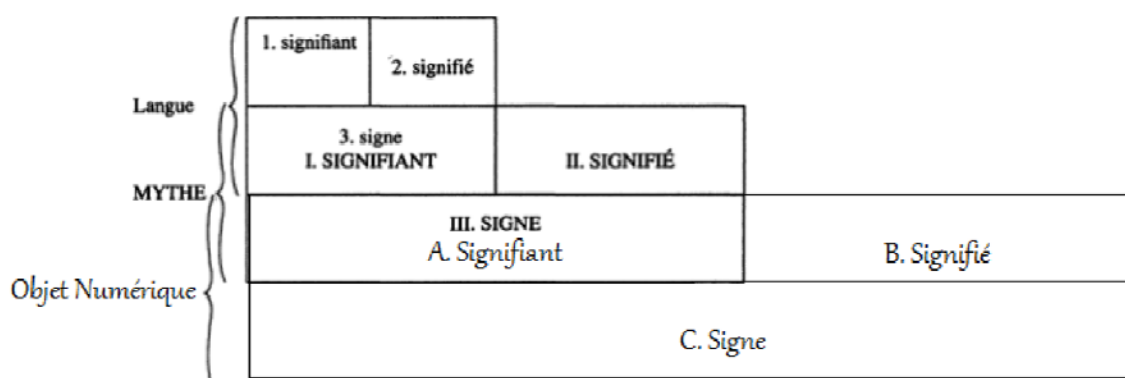 1. signifiant
2. signifié
Langue
3. signe
I. SIGNIFIANT
II. SIGNIFIÉ
MYTHE
III. SIGNE
A. Signifiant
B. Signifié
Objet Numérique
C. Signe